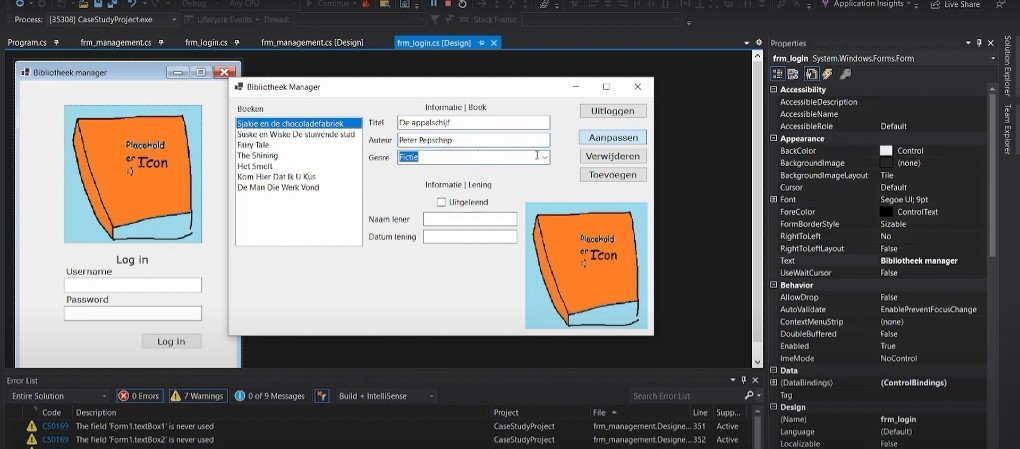 Debug
Any CPU
Continue
Application Insights
Live Share
Process: [35308] CaseStudyProject.exe
Lifecycle Events
Thread:
Stack Frame:
Program.cs
frm_management.cs
frm_login.cs
frm_management.cs [Design]
frm_login.cs [Design]
Bibliotheek manager
Placehold
er Icon
:)
Log in
Username
Password
Log in
Bibliotheek Manager
Boeken
Sjakie en de chocoladefabriek
Suske en Wiske De stuivende stad
Fairy Tale
The Shining
Het Smelt
Kom Hier Dat Ik U Kus
De Man Die Werk Vond
Informatie | Boek
Titel De appelschijf
Auteur Peter Pepschep
Genre Fictie
Informatie | Lening
Uitgeleend
Naam lener
Datum lening
Uitloggen
Aanpassen
Verwijderen
Toevoegen
Placehold
er Icon
:)
Properties
frm_login System.Windows.Forms.Form
Accessibility
AccessibleDescription
AccessibleName
AccessibleRole Default
Appearance
BackColor Control
BackgroundImage (none)
BackgroundImageLayout Tile
Cursor Default
Font Segoe UI; 9pt
ForeColor ControlText
FormBorderStyle Sizable
RightToLeft No
RightToLeftLayout False
Text Bibliotheek manager
UseWaitCursor False
Behavior
AllowDrop False
AutoValidate EnablePreventFocusChange
ContextMenuStrip (none)
DoubleBuffered False
Enabled True
ImeMode NoControl
Data
(DataBindings) (ControlBindings)
Tag
Design
(Name) frm_login
Language (Default)
Localizable False
Solution Explorer
Team Explorer
Error List
Entire Solution
0 Errors
7 Warnings
0 of 9 Messages
Build + IntelliSense
Search Error List
Code Description Project File Line Supp...
CS0169 The field 'Form1.textBox1' is never used CaseStudyProject frm_management.Designe... 351 Active
CS0169 The field 'Form1.textBox2' is never used CaseStudyProject frm_management.Designe... 352 Active